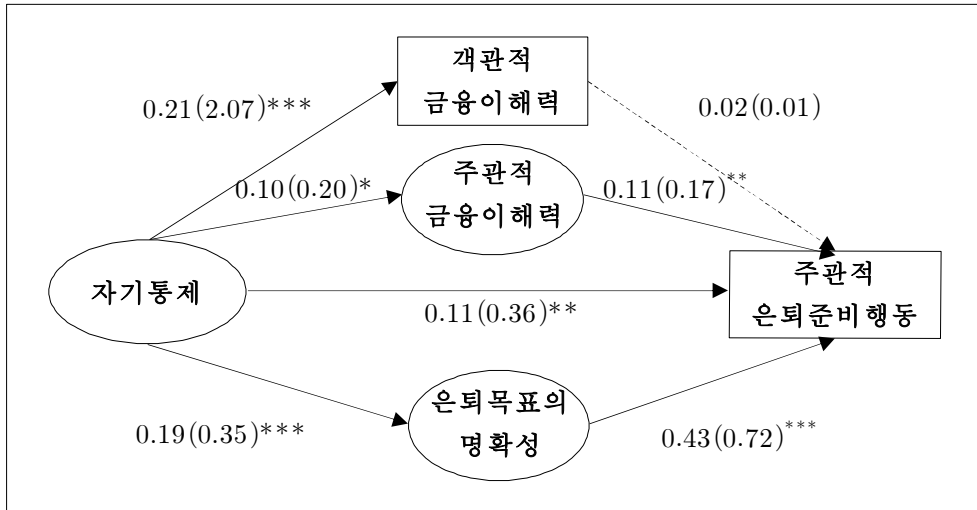 객관적
금융이해력
0.21(2.07)***
0.02(0.01)
주관적
금융이해력
0.10(0.20)*
0.11(0.17)**
자기통제
주관적
은퇴준비행동
0.11(0.36)**
은퇴목표의
명확성
0.19(0.35)***
0.43(0.72)***